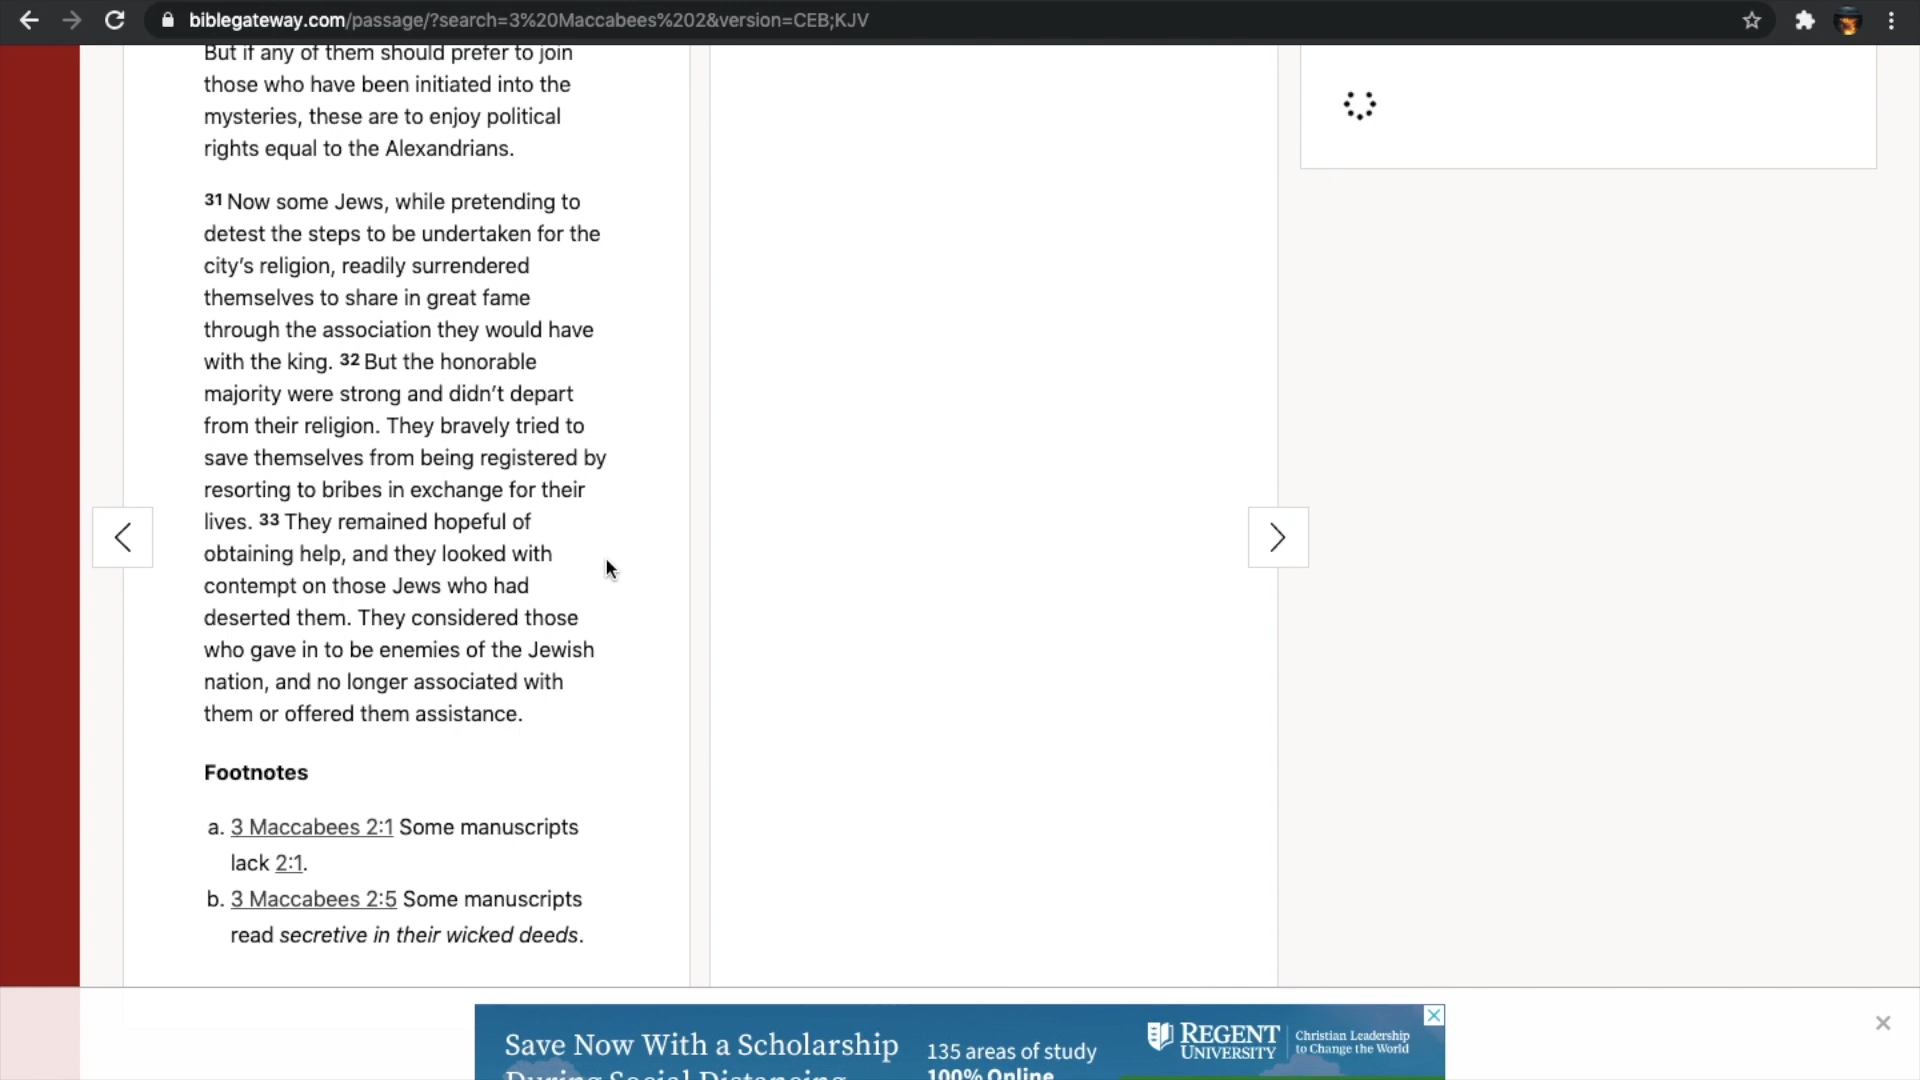 biblegateway.com/passage/?search=3%20Maccabees%202&version=CEB;KJV
But if any of them should prefer to join
those who have been initiated into the
mysteries, these are to enjoy political
rights equal to the Alexandrians.
31 Now some Jews, while pretending to
detest the steps to be undertaken for the
city’s religion, readily surrendered
themselves to share in great fame
through the association they would have
with the king. 32 But the honorable
majority were strong and didn’t depart
from their religion. They bravely tried to
save themselves from being registered by
resorting to bribes in exchange for their
lives. 33 They remained hopeful of
obtaining help, and they looked with
contempt on those Jews who had
deserted them. They considered those
who gave in to be enemies of the Jewish
nation, and no longer associated with
them or offered them assistance.
Footnotes
a. 3 Maccabees 2:1 Some manuscripts
lack 2:1.
b. 3 Maccabees 2:5 Some manuscripts
read secretive in their wicked deeds.
Save Now With a Scholarship
During Social Distancing
135 areas of study
100% Online
REGENT
UNIVERSITY
Christian Leadership
to Change the World